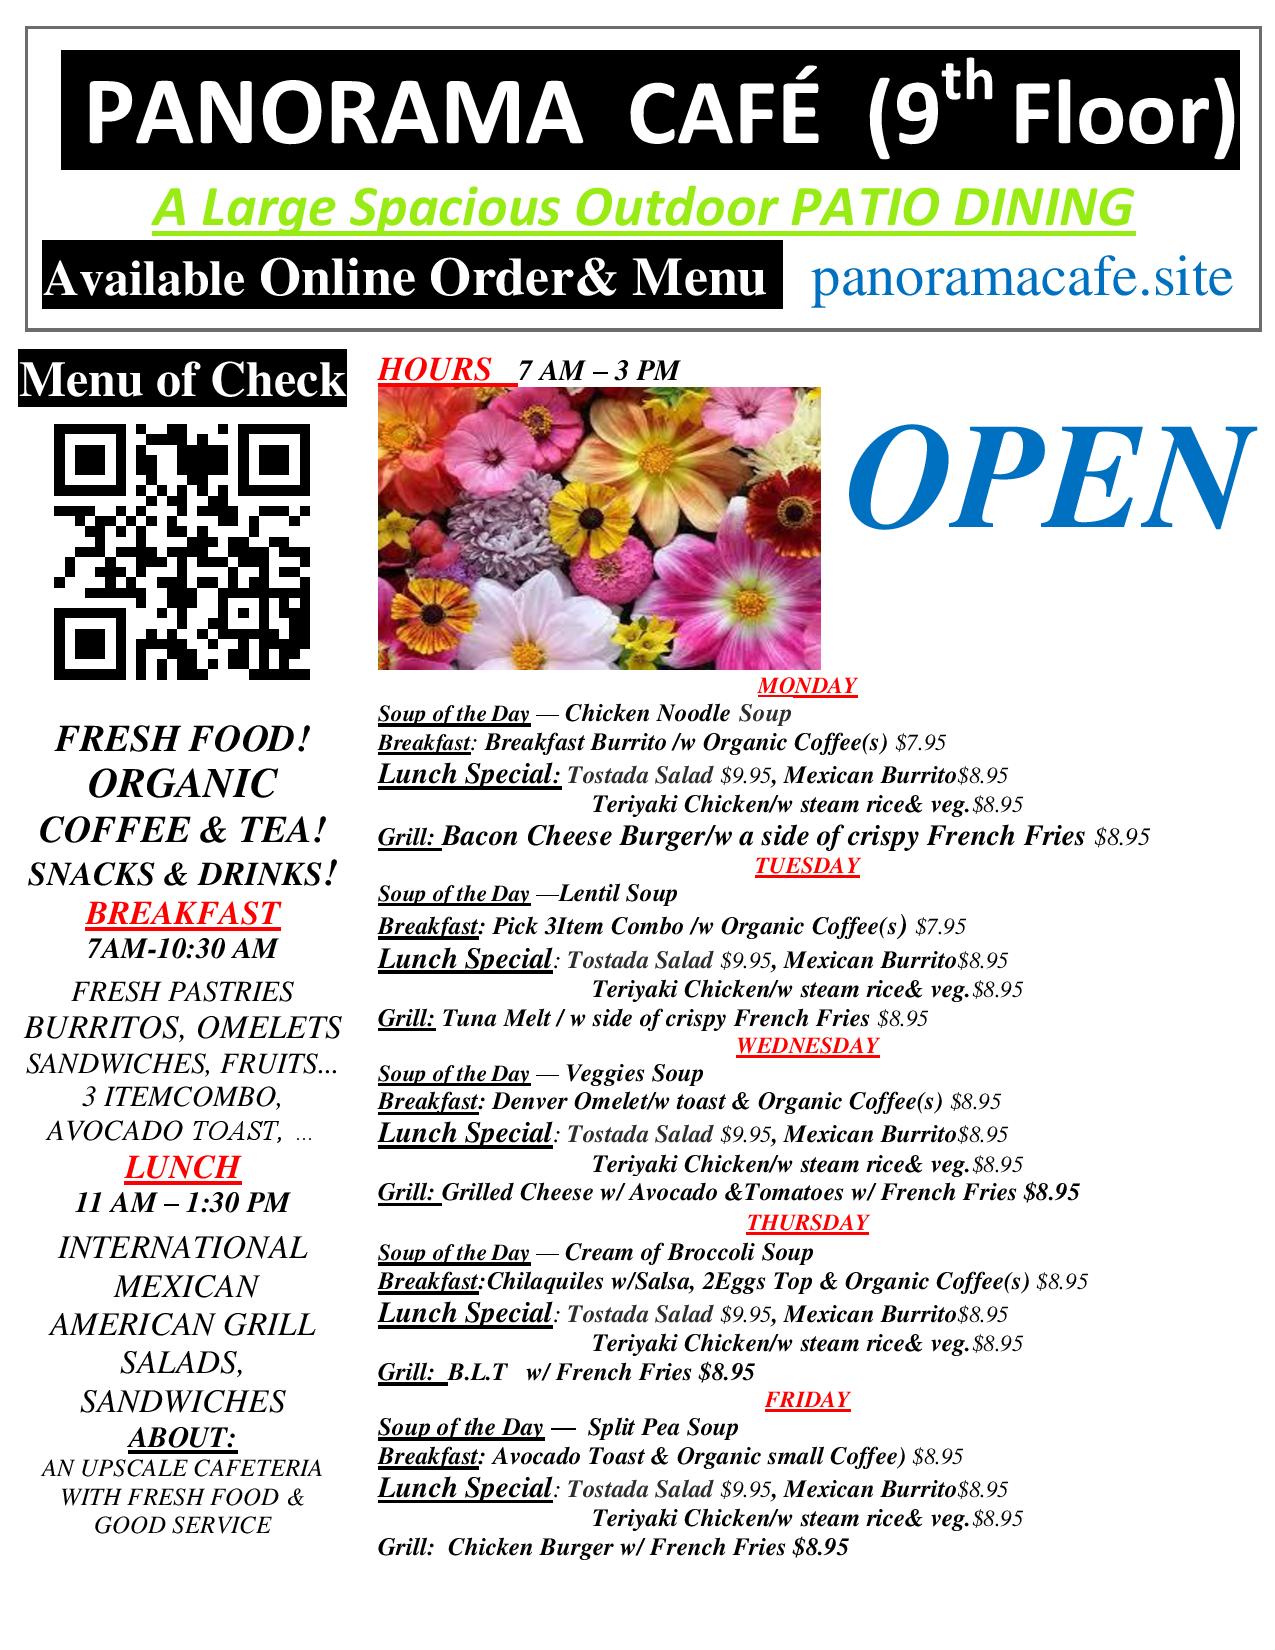 PANORAMA CAFÉ (9th Floor)
A Large Spacious Outdoor PATIO DINING
Available Online Order& Menu panoramacafe.site
Menu of Check
FRESH FOOD!
ORGANIC
COFFEE & TEA!
SNACKS & DRINKS!
BREAKFAST
7AM-10:30 AM
FRESH PASTRIES
BURRITOS, OMELETS
SANDWICHES, FRUITS...
3 ITEMCOMBO,
AVOCADO TOAST, ...
LUNCH
11 AM – 1:30 PM
INTERNATIONAL
MEXICAN
AMERICAN GRILL
SALADS,
SANDWICHES
ABOUT:
AN UPSCALE CAFETERIA
WITH FRESH FOOD &
GOOD SERVICE
HOURS 7 AM – 3 PM
OPEN
MONDAY
Soup of the Day — Chicken Noodle Soup
Breakfast: Breakfast Burrito /w Organic Coffee(s) $7.95
Lunch Special: Tostada Salad $9.95, Mexican Burrito$8.95
Teriyaki Chicken/w steam rice& veg.$8.95
Grill: Bacon Cheese Burger/w a side of crispy French Fries $8.95
TUESDAY
Soup of the Day —Lentil Soup
Breakfast: Pick 3Item Combo /w Organic Coffee(s) $7.95
Lunch Special: Tostada Salad $9.95, Mexican Burrito$8.95
Teriyaki Chicken/w steam rice& veg.$8.95
Grill: Tuna Melt / w side of crispy French Fries $8.95
WEDNESDAY
Soup of the Day — Veggies Soup
Breakfast: Denver Omelet/w toast & Organic Coffee(s) $8.95
Lunch Special: Tostada Salad $9.95, Mexican Burrito$8.95
Teriyaki Chicken/w steam rice& veg.$8.95
Grill: Grilled Cheese w/ Avocado &Tomatoes w/ French Fries $8.95
THURSDAY
Soup of the Day — Cream of Broccoli Soup
Breakfast:Chilaquiles w/Salsa, 2Eggs Top & Organic Coffee(s) $8.95
Lunch Special: Tostada Salad $9.95, Mexican Burrito$8.95
Teriyaki Chicken/w steam rice& veg.$8.95
Grill: B.L.T w/ French Fries $8.95
FRIDAY
Soup of the Day — Split Pea Soup
Breakfast: Avocado Toast & Organic small Coffee) $8.95
Lunch Special: Tostada Salad $9.95, Mexican Burrito$8.95
Teriyaki Chicken/w steam rice& veg.$8.95
Grill: Chicken Burger w/ French Fries $8.95